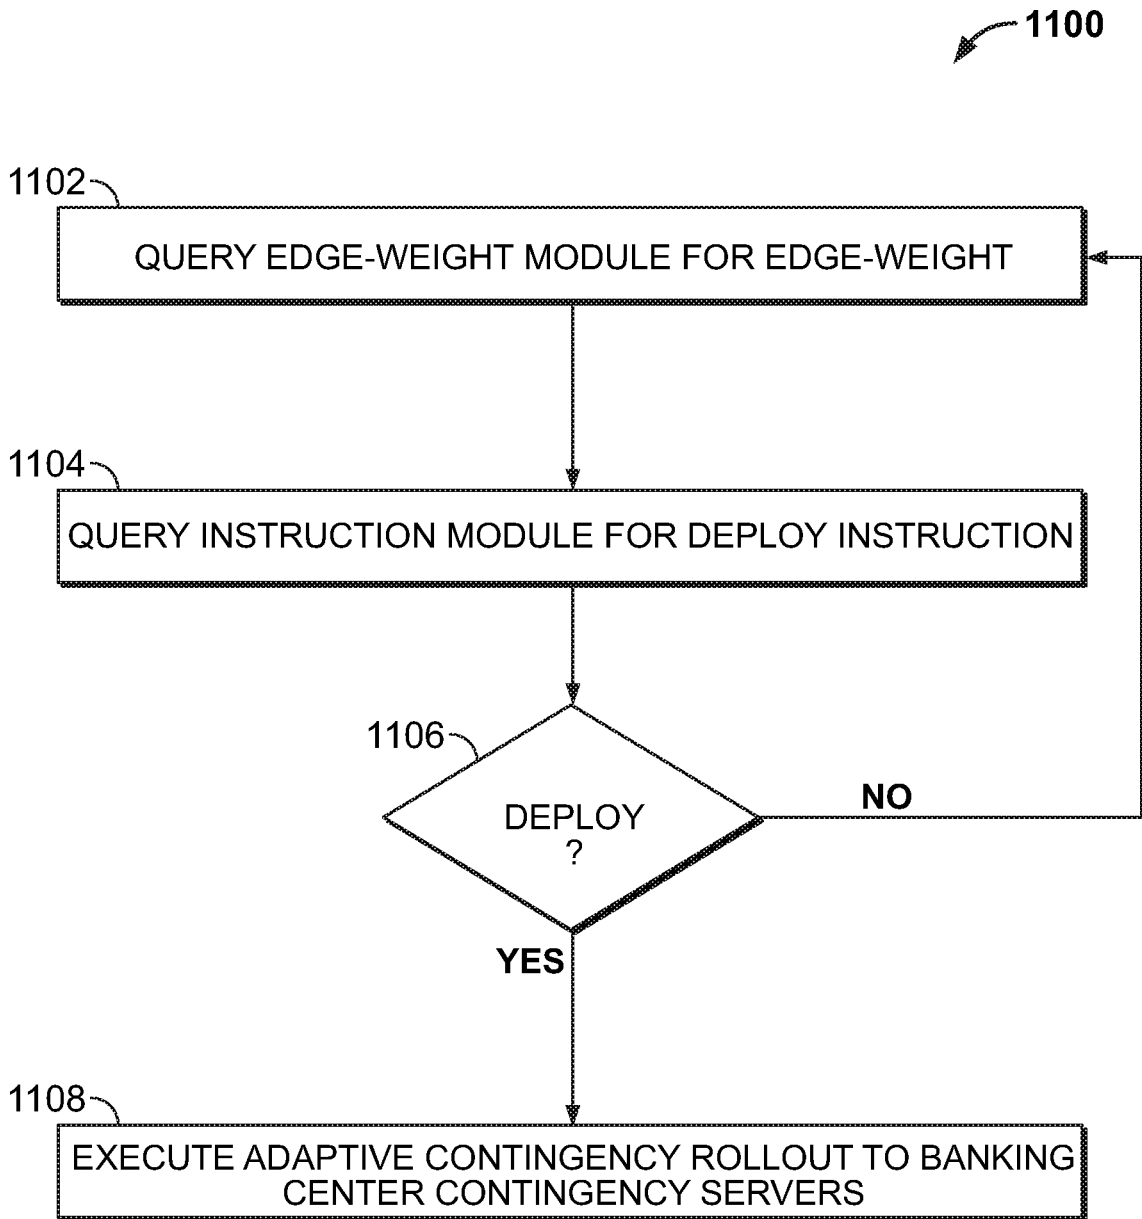 1100
1102
QUERY EDGE-WEIGHT MODULE FOR EDGE-WEIGHT
1104
QUERY INSTRUCTION MODULE FOR DEPLOY INSTRUCTION
1106
DEPLOY
?
NO
YES
1108
EXECUTE ADAPTIVE CONTINGENCY ROLLOUT TO BANKING
CENTER CONTINGENCY SERVERS